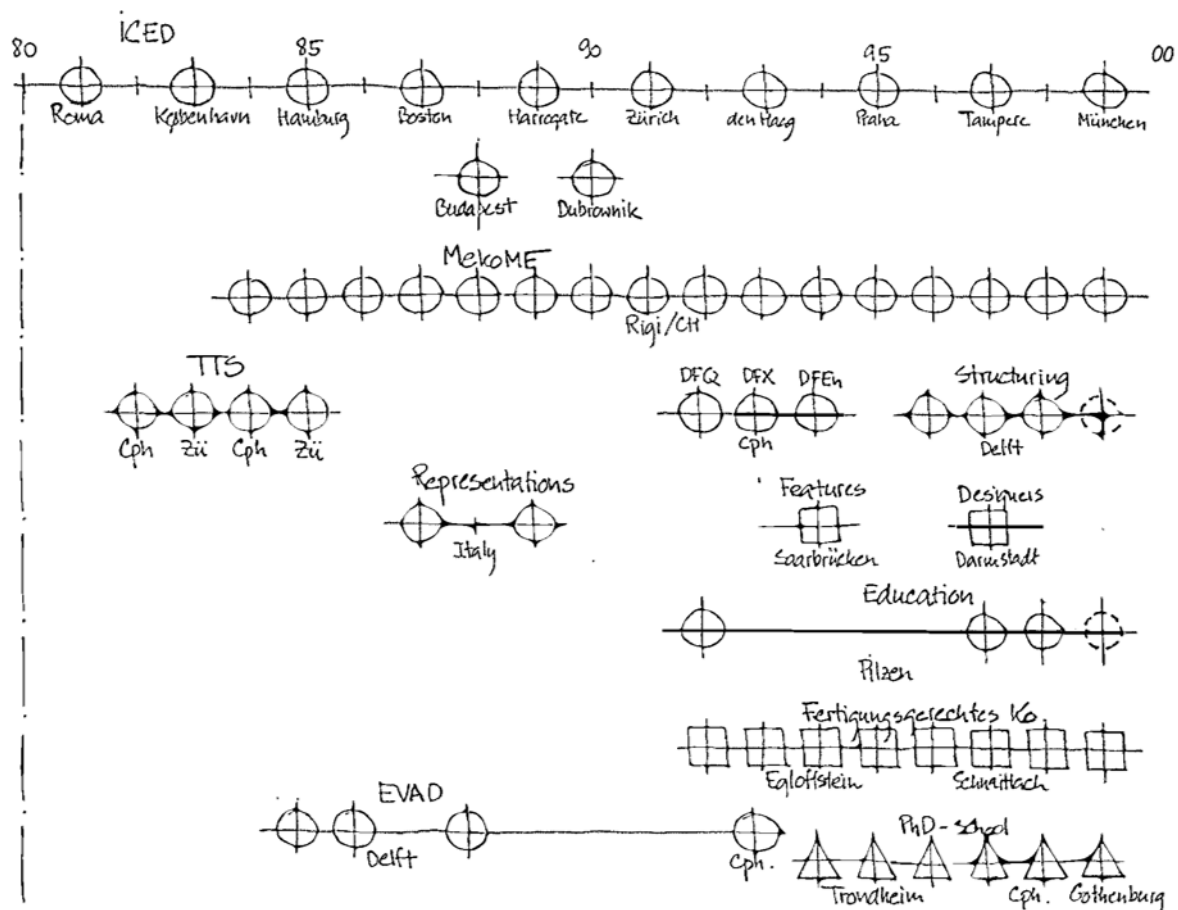 ICED
80 85 90 95 00
Roma København Hamburg Boston Harrogate Zürich den Haag Praha Tampere München
Budapest Dubrownik
MekoME
Rigi/CH
TTS
DFQ DFX DFEn Structuring
Cph Zü Cph Zü Cph Delft
Representations Features Designers
Italy Saarbrücken Darmstadt
Education
Pilzen
Fertigungsgerechtes Ko.
Egloffstein Schnaittach
EVAD
PhD-school
Delft Cph.
Trondheim Cph. Gothenburg